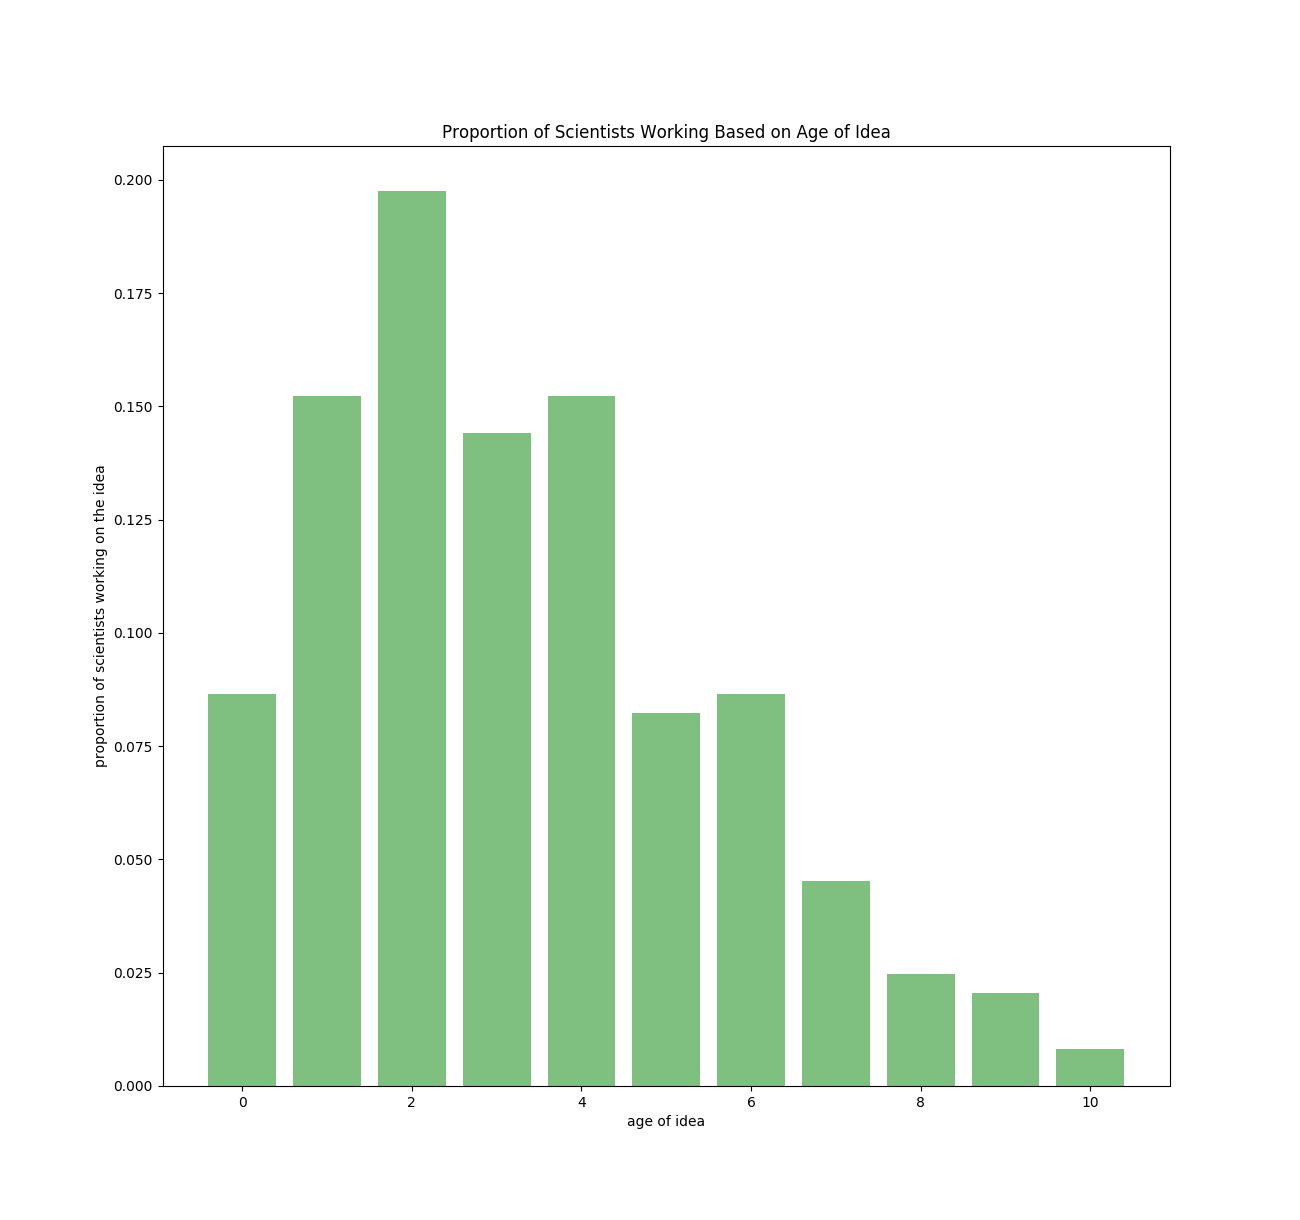 Proportion of Scientists Working Based on Age of Idea
0.200
0.175
0.150
0.125
0.100
0.075
0.050
0.025
0.000
proportion of scientists working on the idea
0 2 4 6 8 10
age of idea